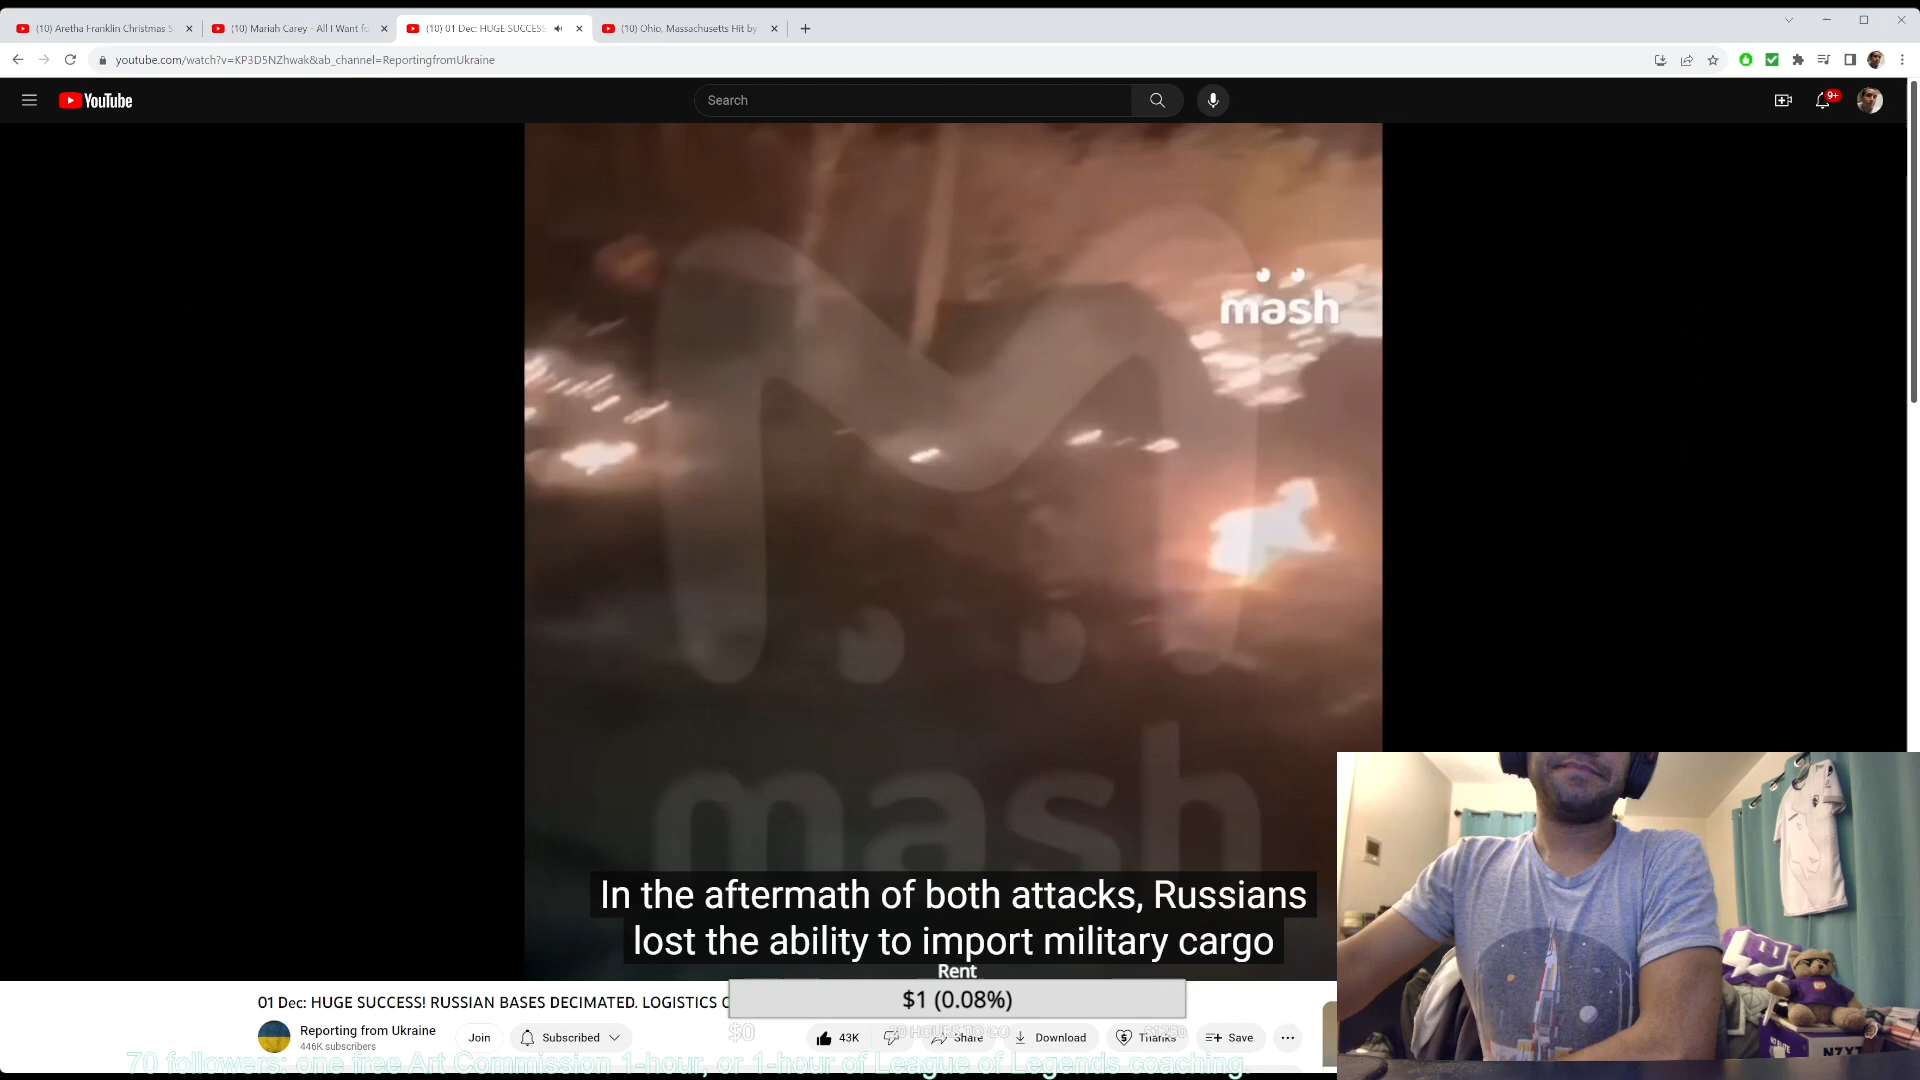 (10) Aretha Franklin Christmas S
(10) Mariah Carey - All I Want fo
(10) 01 Dec: HUGE SUCCESS
(10) Ohio, Massachusetts Hit by
youtube.com/watch?v=KP3D5NZhwak&ab_channel=ReportingfromUkraine
YouTube
Search
9+
mash
mash
In the aftermath of both attacks, Russians
lost the ability to import military cargo
Rent
$1 (0.08%)
01 Dec: HUGE SUCCESS! RUSSIAN BASES DECIMATED. LOGISTICS C
$0
$1250
Reporting from Ukraine
446K subscribers
Join
Subscribed
43K
Share
Download
Thanks
Save
70 followers: one free Art Commission 1-hour, or 1-hour of League of Legends coaching.
NZXT